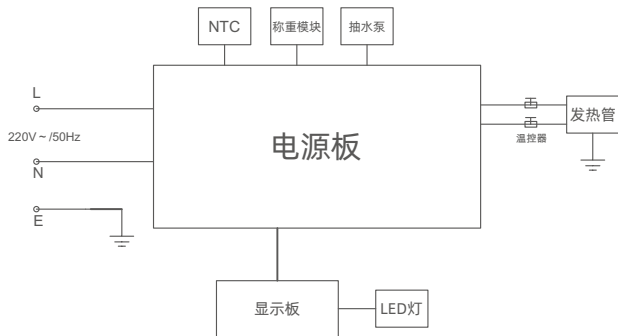 NTC
称重模块
抽水泵
L
220V ~ /50Hz
N
E
电源板
发热管
温控器
显示板
LED灯